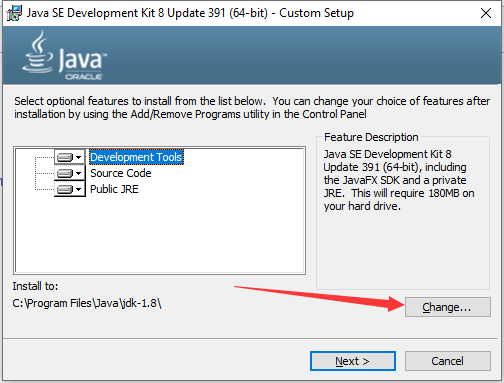 Java SE Development Kit 8 Update 391 (64-bit) - Custom Setup
Java
ORACLE
Select optional features to install from the list below. You can change your choice of features after
installation by using the Add/Remove Programs utility in the Control Panel
Development Tools
Source Code
Public JRE
Feature Description
Java SE Development Kit 8
Update 391 (64-bit), including
the JavaFX SDK and a private
JRE. This will require 180MB on
your hard drive.
Install to:
C:\Program Files\Java\jdk-1.8\
Change...
Next >
Cancel